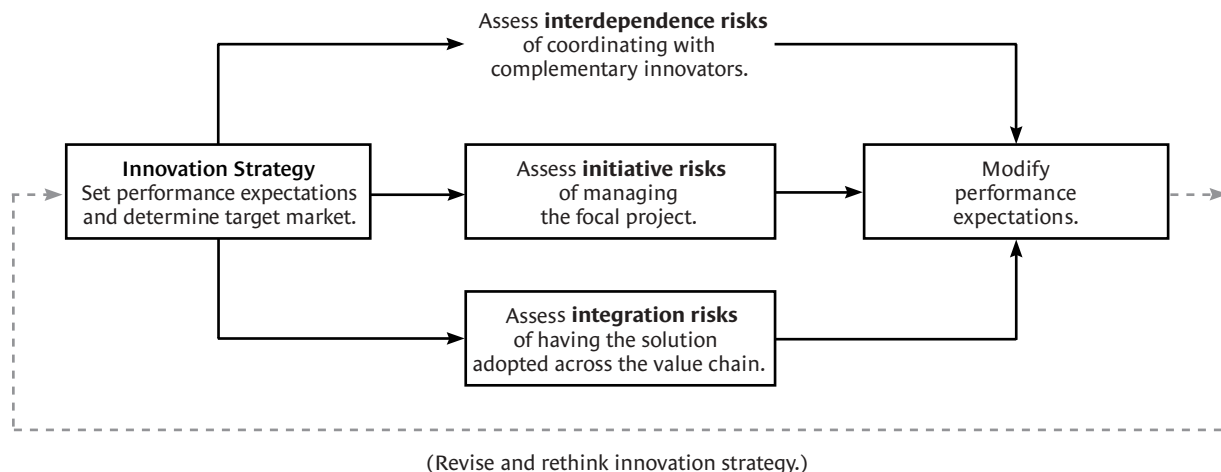 Assess interdependence risks
of coordinating with
complementary innovators.
Innovation Strategy
Set performance expectations
and determine target market.
Assess initiative risks
of managing
the focal project.
Modify
performance
expectations.
Assess integration risks
of having the solution
adopted across the value chain.
(Revise and rethink innovation strategy.)